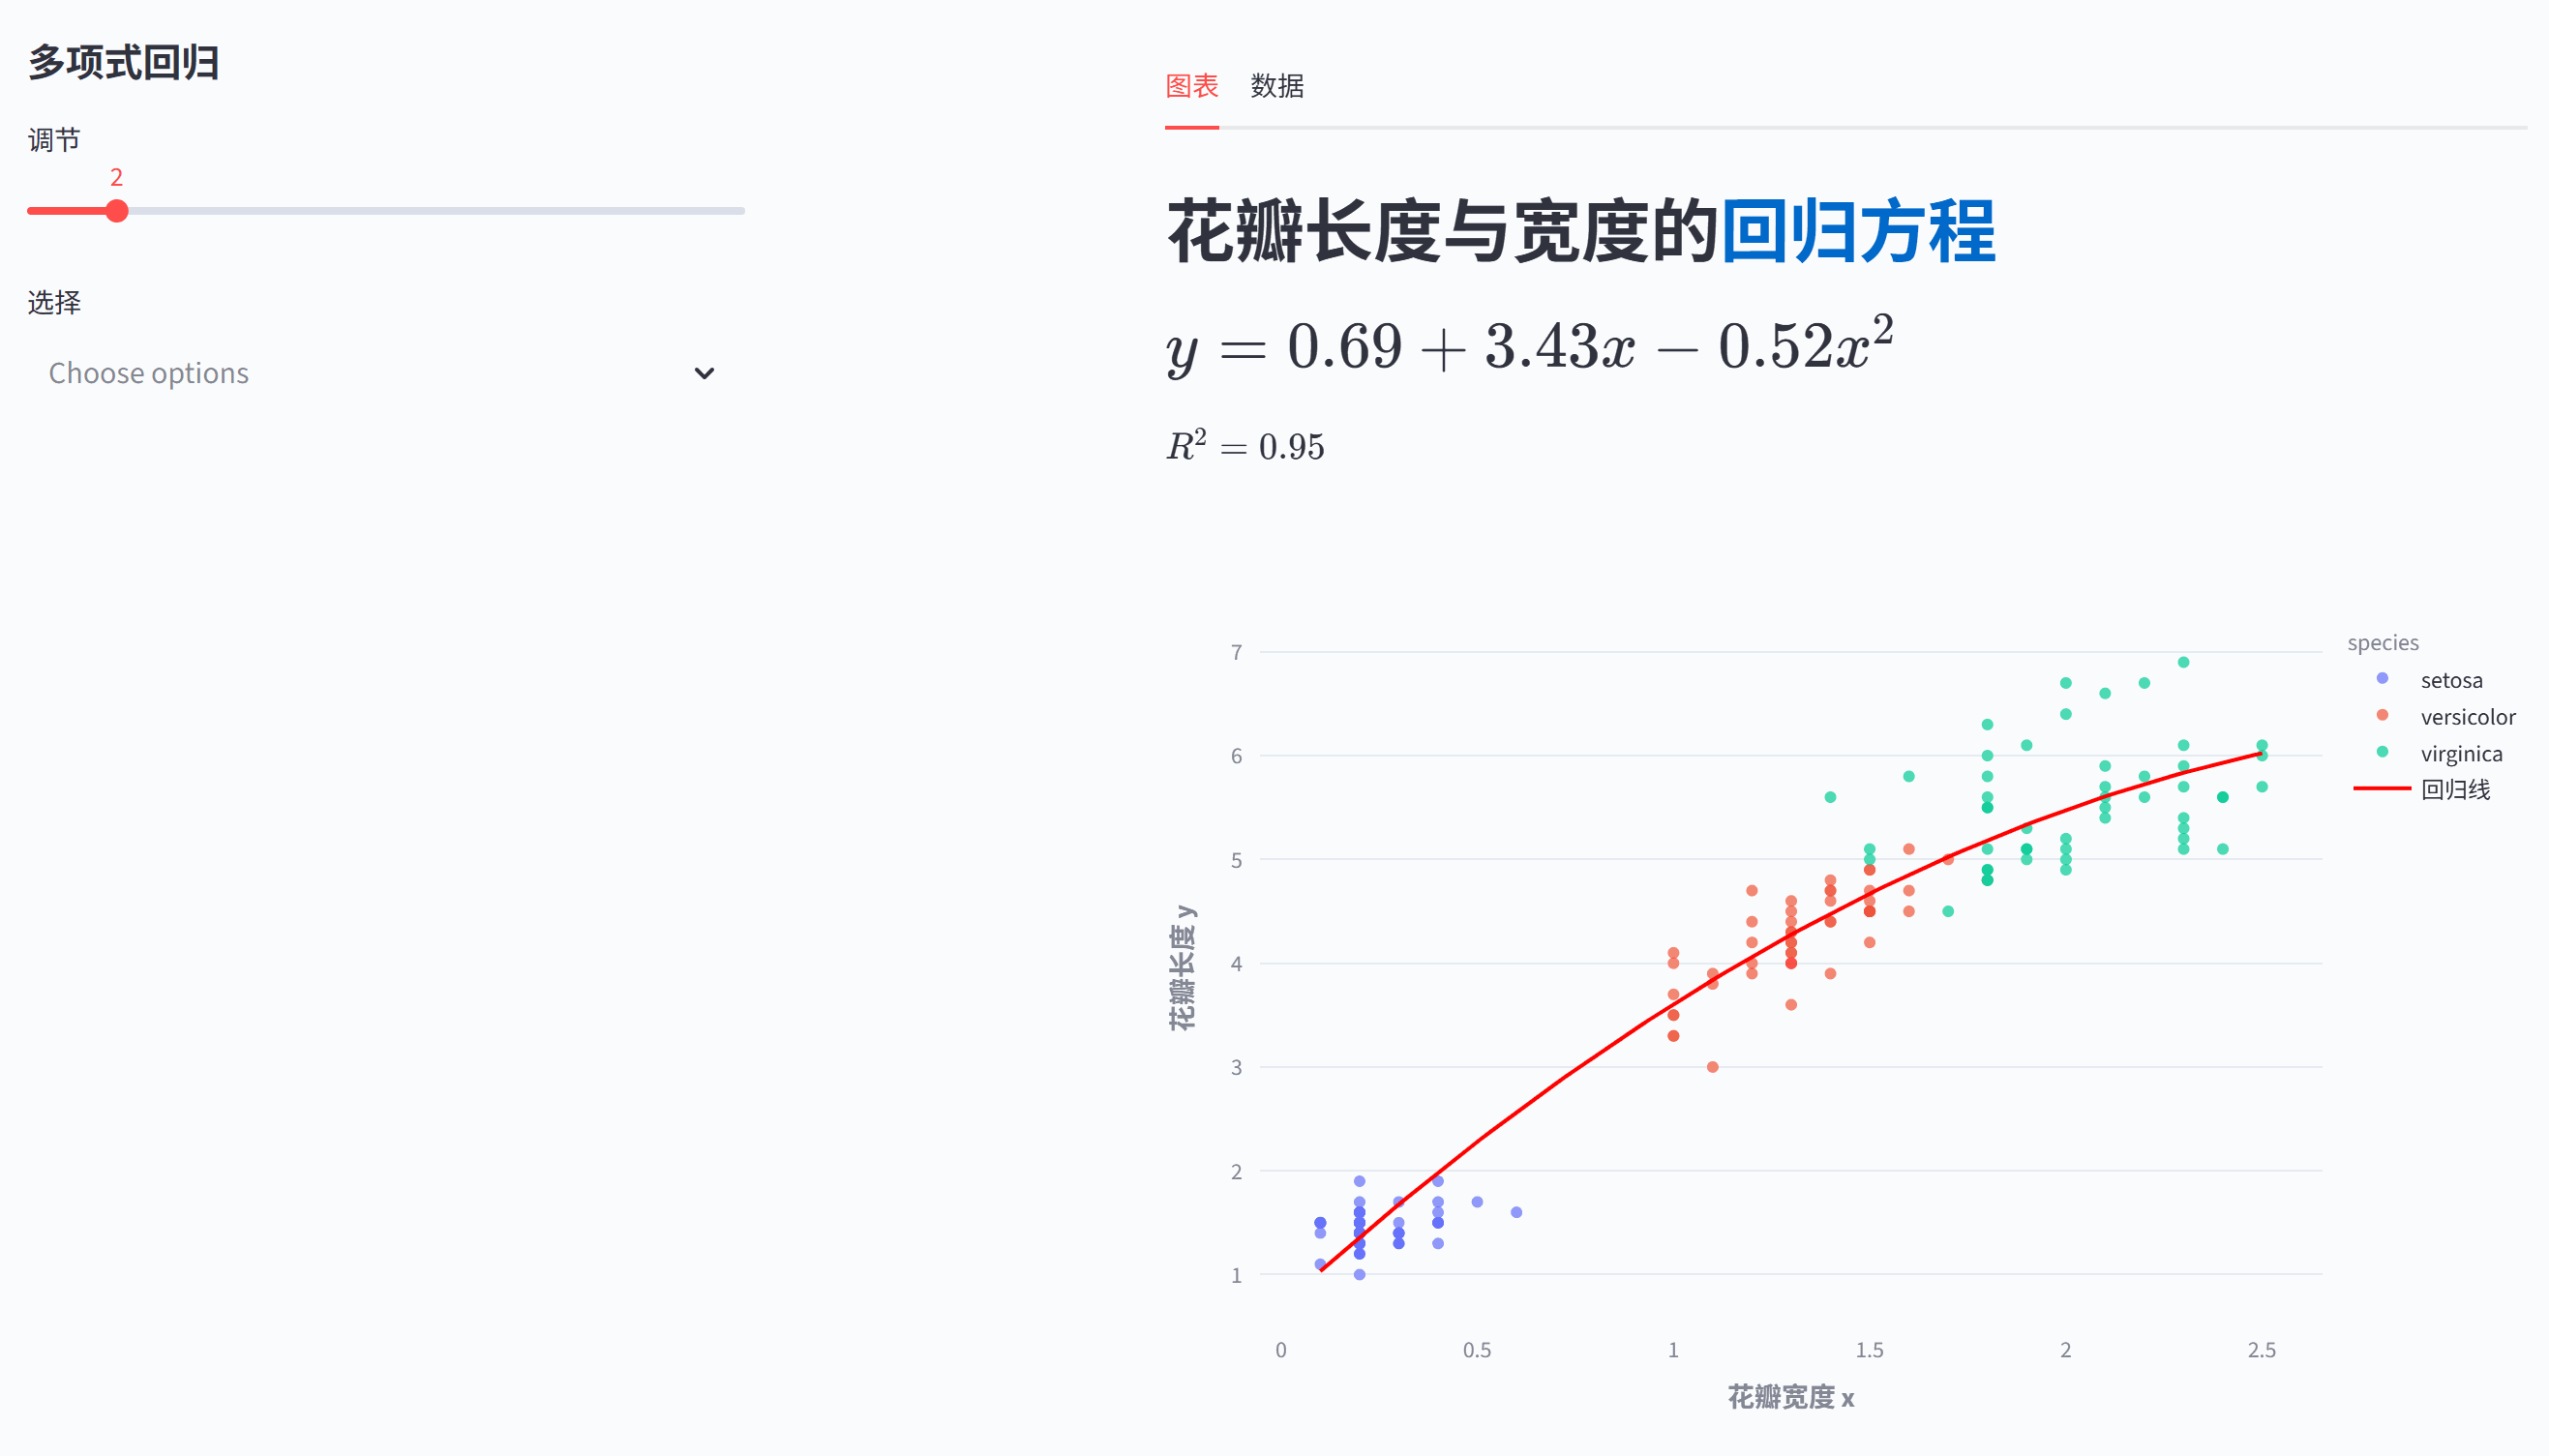 多项式回归
调节
2
选择
Choose options
图表 数据
花瓣长度与宽度的回归方程
y = 0.69 + 3.43x − 0.52x²
R² = 0.95
7
6
5
4
3
2
1
花瓣长度 y
0 0.5 1 1.5 2 2.5
花瓣宽度 x
species
setosa
versicolor
virginica
回归线